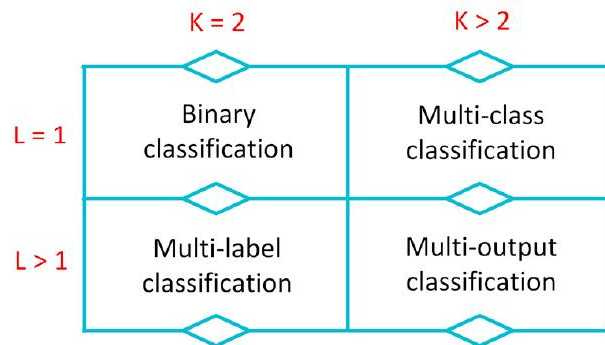 K = 2
K > 2
L = 1
Binary
classification
Multi-class
classification
L > 1
Multi-label
classification
Multi-output
classification